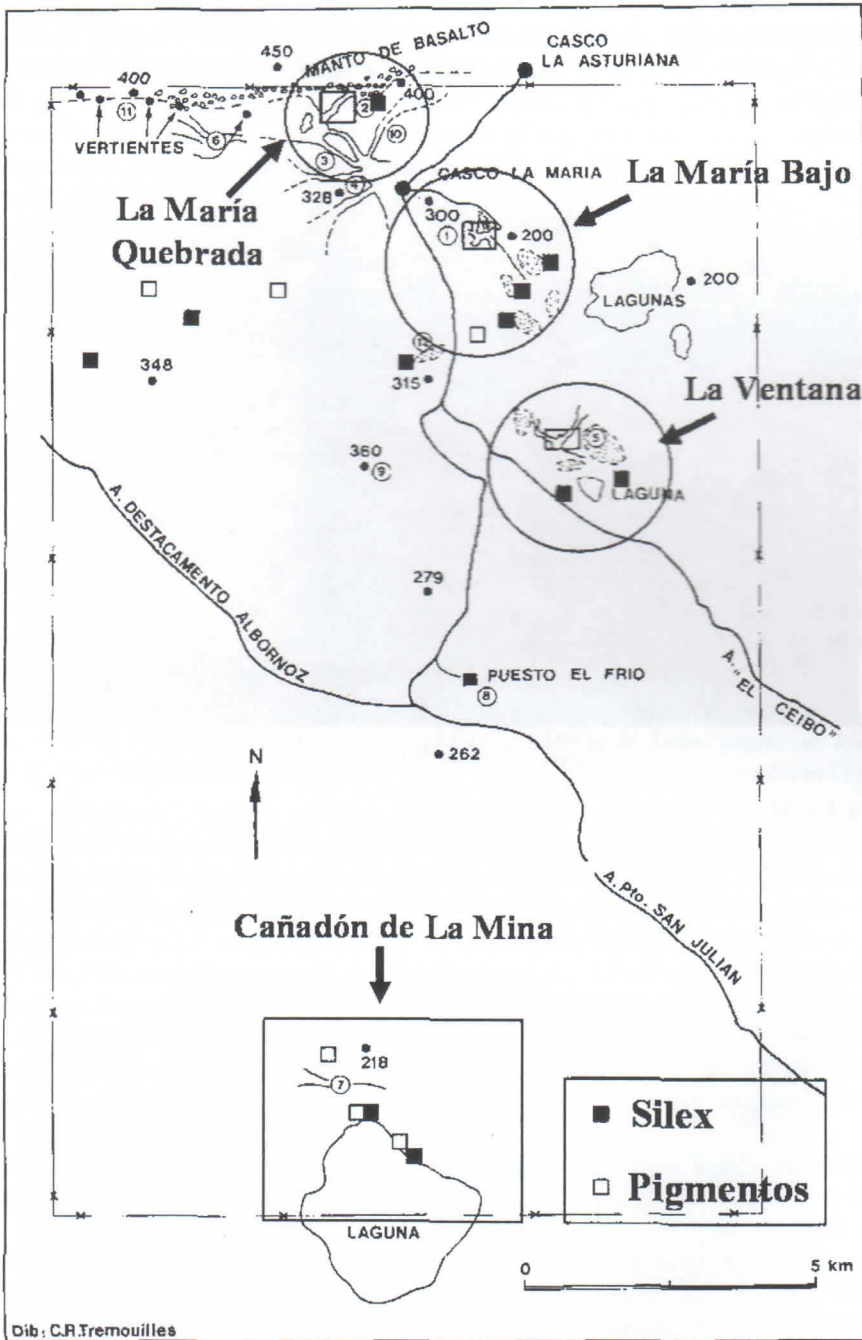 450
MANTO DE BASALTO
CASCO
LA ASTURIANA
400
400
11
2
10
VERTIENTES
6
3
4
328
CASCO LA MARIA
La María Bajo
La María
Quebrada
300
1
200
LAGUNAS
200
12
348
315
La Ventana
5
360
9
LAGUNA
A. DESTACAMENTO ALBORNOZ
279
PUESTO EL FRIO
8
A. "EL CEIBO"
262
N
A. Pto. SAN JULIAN
Cañadón de La Mina
218
7
Silex
Pigmentos
LAGUNA
0 5 km
Dib: C.R.Tremouilles